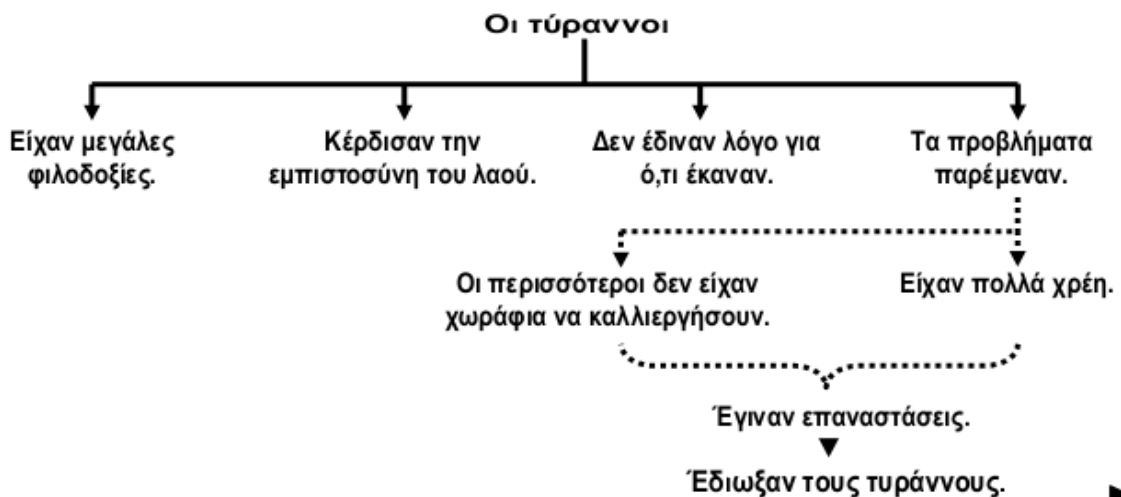 Οι τύραννοι
Είχαν μεγάλες
φιλοδοξίες.
Κέρδισαν την
εμπιστοσύνη του λαού.
Δεν έδιναν λόγο για
ό,τι έκαναν.
Τα προβλήματα
παρέμεναν.
Οι περισσότεροι δεν είχαν
χωράφια να καλλιεργήσουν.
Είχαν πολλά χρέη.
Έγιναν επαναστάσεις.
Έδιωξαν τους τυράννους.